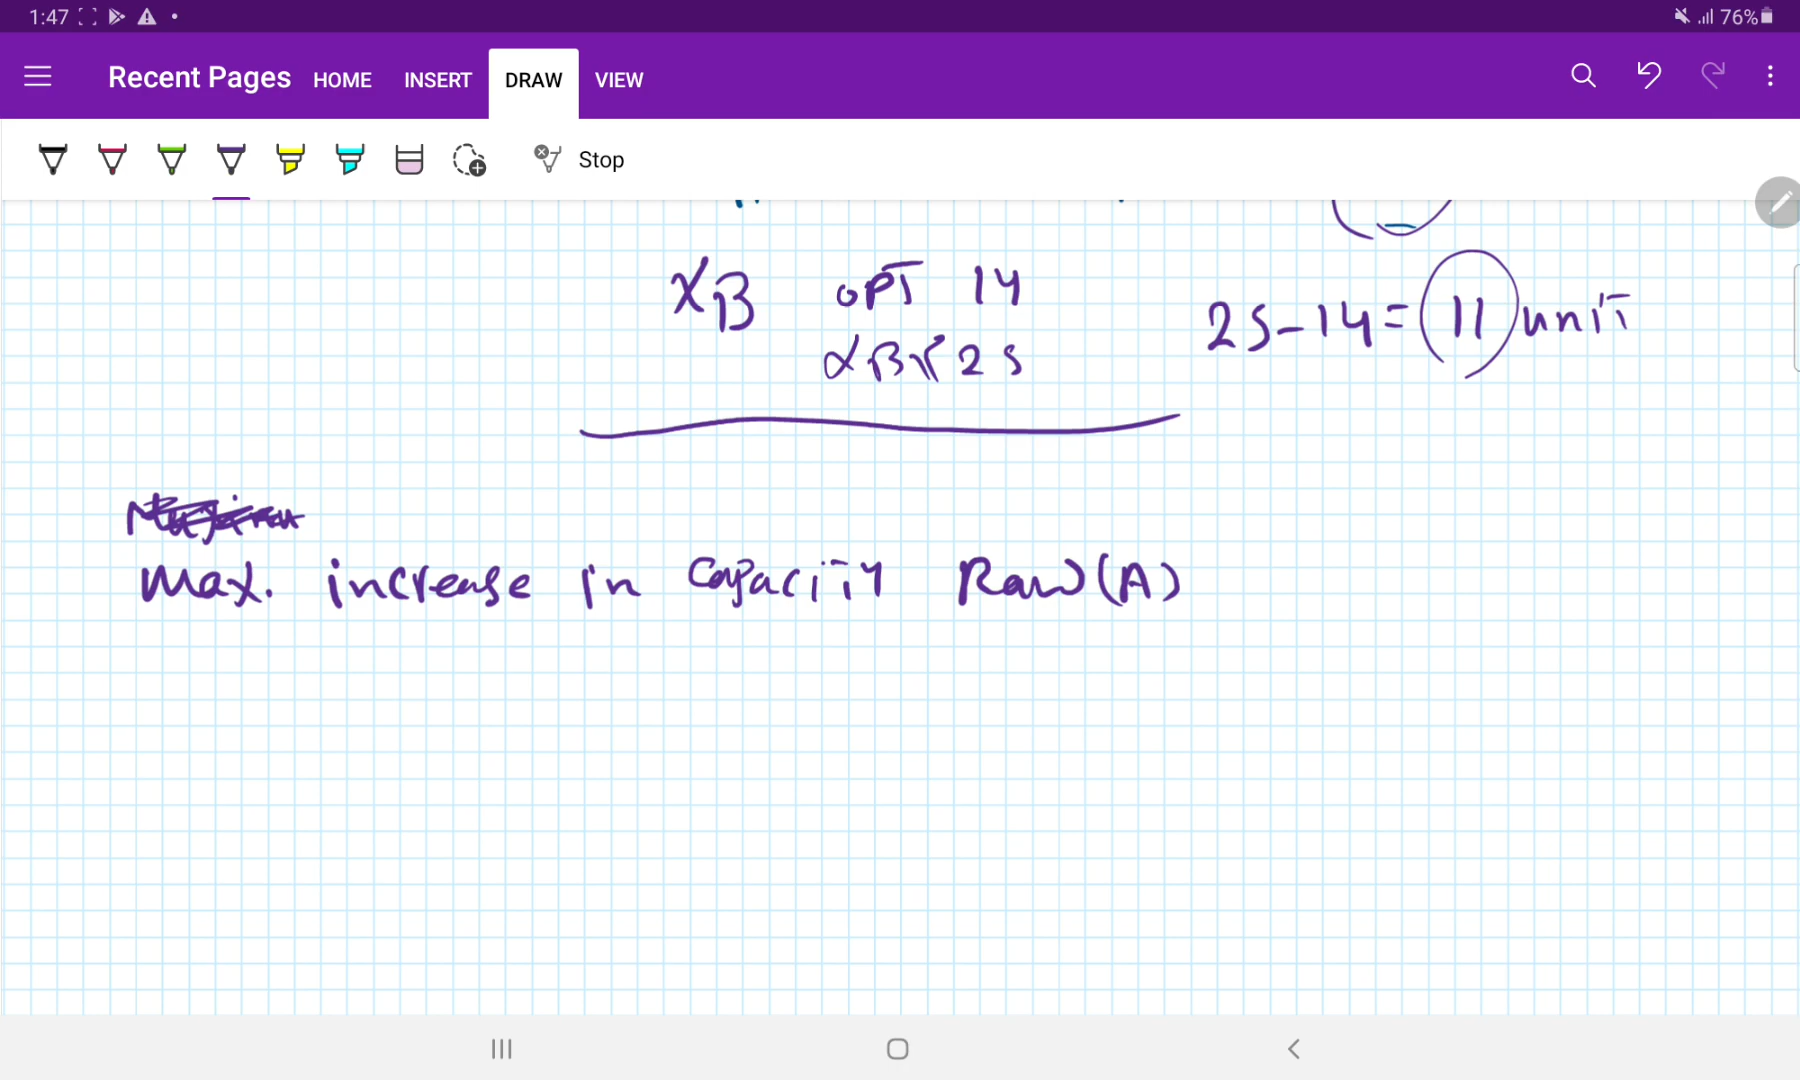 1:47
76%
Recent Pages HOME INSERT DRAW VIEW
Stop
XB OPT 14
25-14=11 unit
25
Max. increase in Capacity Raw(A)